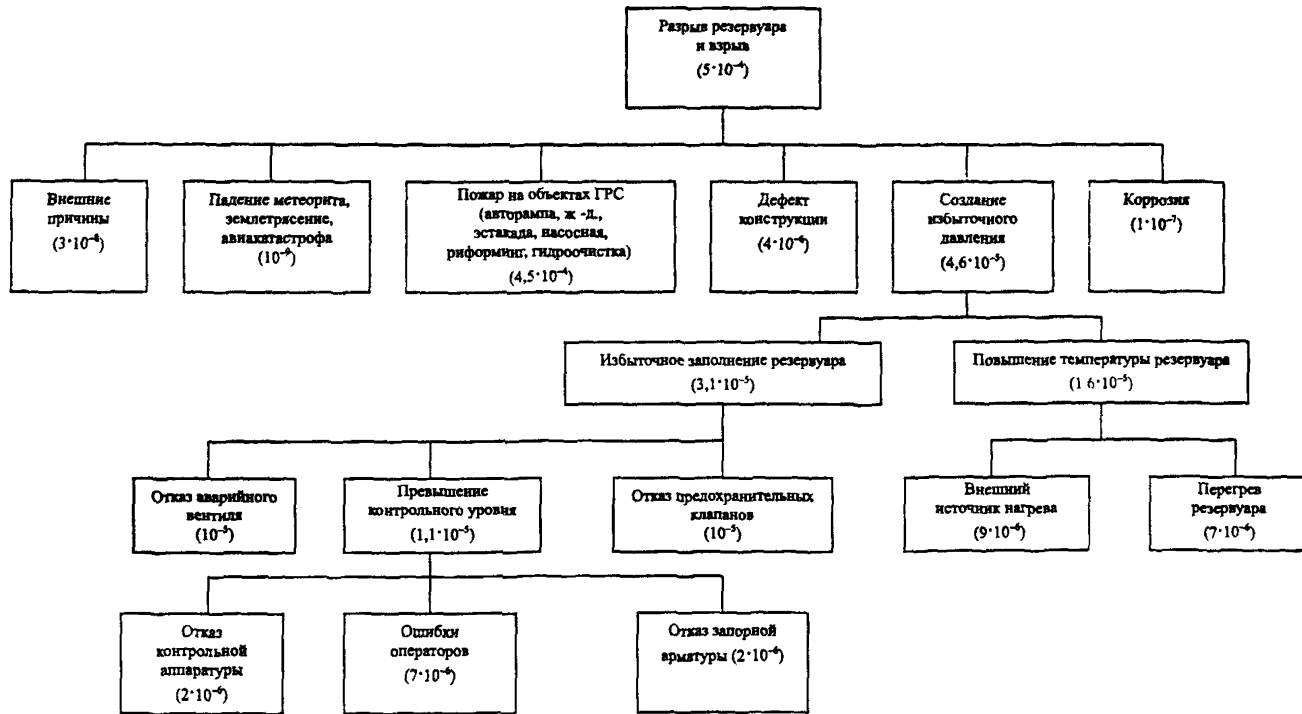 Разрыв резервуара
и взрыв
(5·10⁻⁴)
Внешние
причины
(3·10⁻⁸)
Падение метеорита,
землетрясение,
авиакатастрофа
(10⁻⁹)
Пожар на объектах ГРС
(авторампа, ж -д.,
эстакада, насосная,
риформинг, гидроочистка)
(4,5·10⁻⁴)
Дефект
конструкции
(4·10⁻⁶)
Создание
избыточного
давления
(4,6·10⁻⁵)
Коррозия
(1·10⁻⁷)
Избыточное заполнение резервуара
(3,1·10⁻⁵)
Повышение температуры резервуара
(1 6·10⁻⁵)
Отказ аварийного
вентиля
(10⁻⁵)
Превышение
контрольного уровня
(1,1·10⁻⁵)
Отказ предохранительных
клапанов
(10⁻⁵)
Внешний
источник нагрева
(9·10⁻⁶)
Перегрев
резервуара
(7·10⁻⁶)
Отказ
контрольной
аппаратуры
(2·10⁻⁶)
Ошибки
операторов
(7·10⁻⁶)
Отказ запорной
арматуры (2·10⁻⁶)